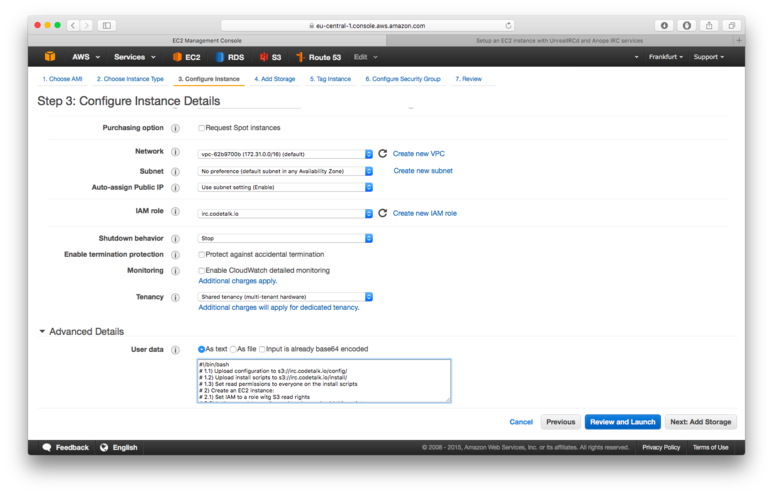 eu-central-1.console.aws.amazon.com
EC2 Management Console
Setup an EC2 instance with UnrealIRCd and Anope IRC services
AWS Services EC2 RDS S3 Route 53 Edit Frankfurt Support
1. Choose AMI 2. Choose Instance Type 3. Configure Instance 4. Add Storage 5. Tag Instance 6. Configure Security Group 7. Review
Step 3: Configure Instance Details
Purchasing option Request Spot instances
Network vpc-62b9700b (172.31.0.0/16) (default) Create new VPC
Subnet No preference (default subnet in any Availability Zone) Create new subnet
Auto-assign Public IP Use subnet setting (Enable)
IAM role irc.codetalk.io Create new IAM role
Shutdown behavior Stop
Enable termination protection Protect against accidental termination
Monitoring Enable CloudWatch detailed monitoring
Additional charges apply.
Tenancy Shared tenancy (multi-tenant hardware)
Additional charges will apply for dedicated tenancy.
Advanced Details
User data As text As file Input is already base64 encoded
#!/bin/bash
# 1.1) Upload configuration to s3://irc.codetalk.io/config/
# 1.2) Upload install scripts to s3://irc.codetalk.io/install/
# 1.3) Set read permissions to everyone on the install scripts
# 2) Create an EC2 instance:
# 2.1) Set IAM to a role witg S3 read rights
Cancel Previous Review and Launch Next: Add Storage
Feedback English © 2008 - 2015, Amazon Web Services, Inc. or its affiliates. All rights reserved. Privacy Policy Terms of Use